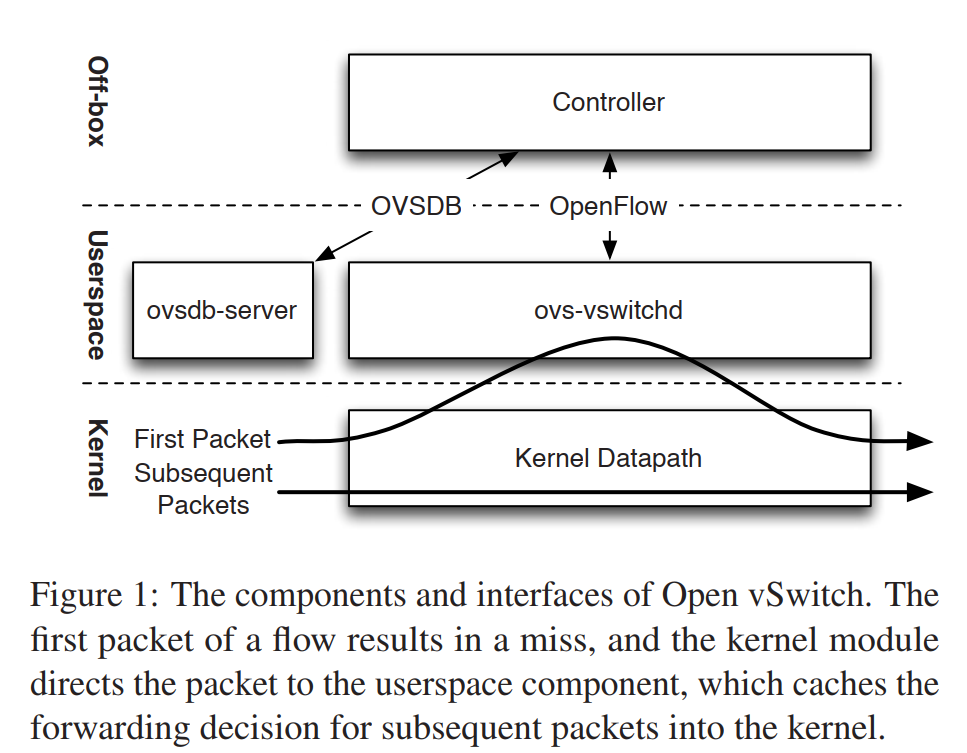 Off-box
Controller
OVSDB
OpenFlow
Userspace
ovsdb-server
ovs-vswitchd
Kernel
First Packet
Subsequent
Packets
Kernel Datapath
Figure 1: The components and interfaces of Open vSwitch. The
first packet of a flow results in a miss, and the kernel module
directs the packet to the userspace component, which caches the
forwarding decision for subsequent packets into the kernel.